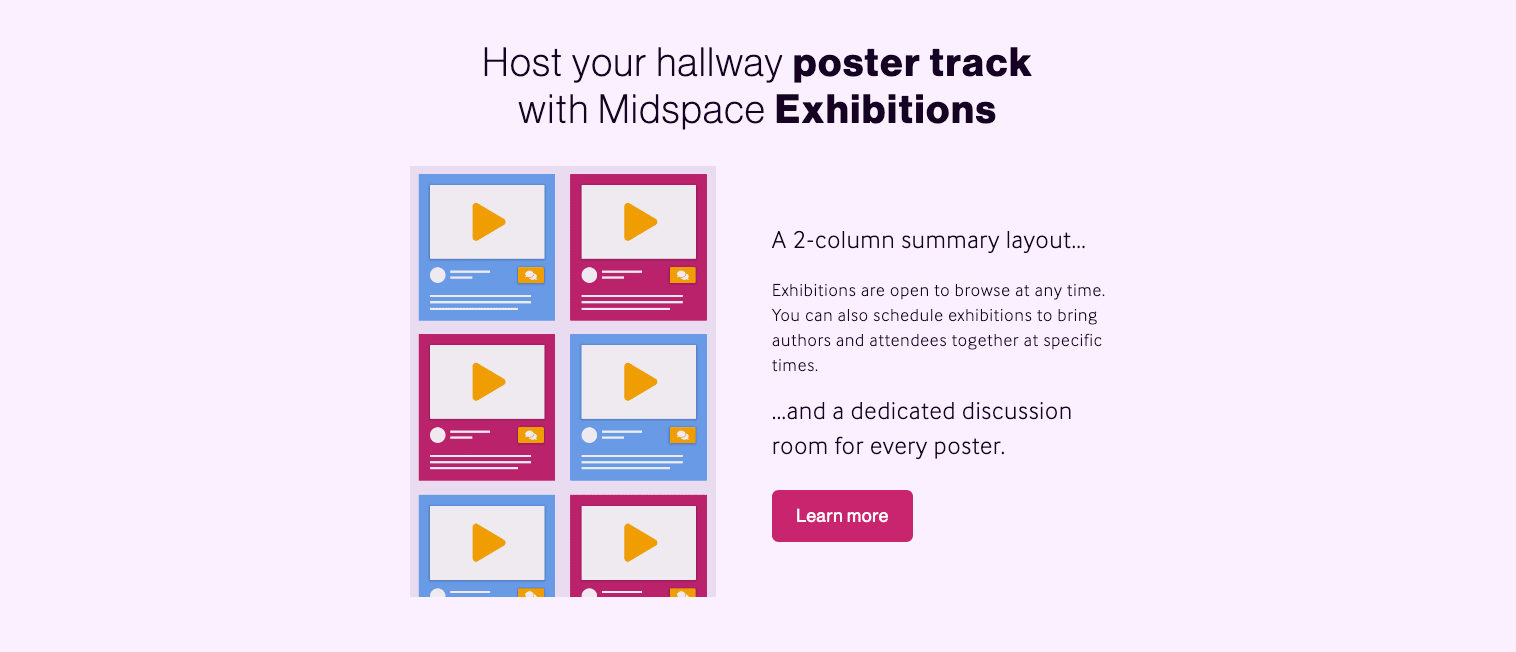 Host your hallway poster track
with Midspace Exhibitions
A 2-column summary layout...
Exhibitions are open to browse at any time.
You can also schedule exhibitions to bring
authors and attendees together at specific
times.
...and a dedicated discussion
room for every poster.
Learn more